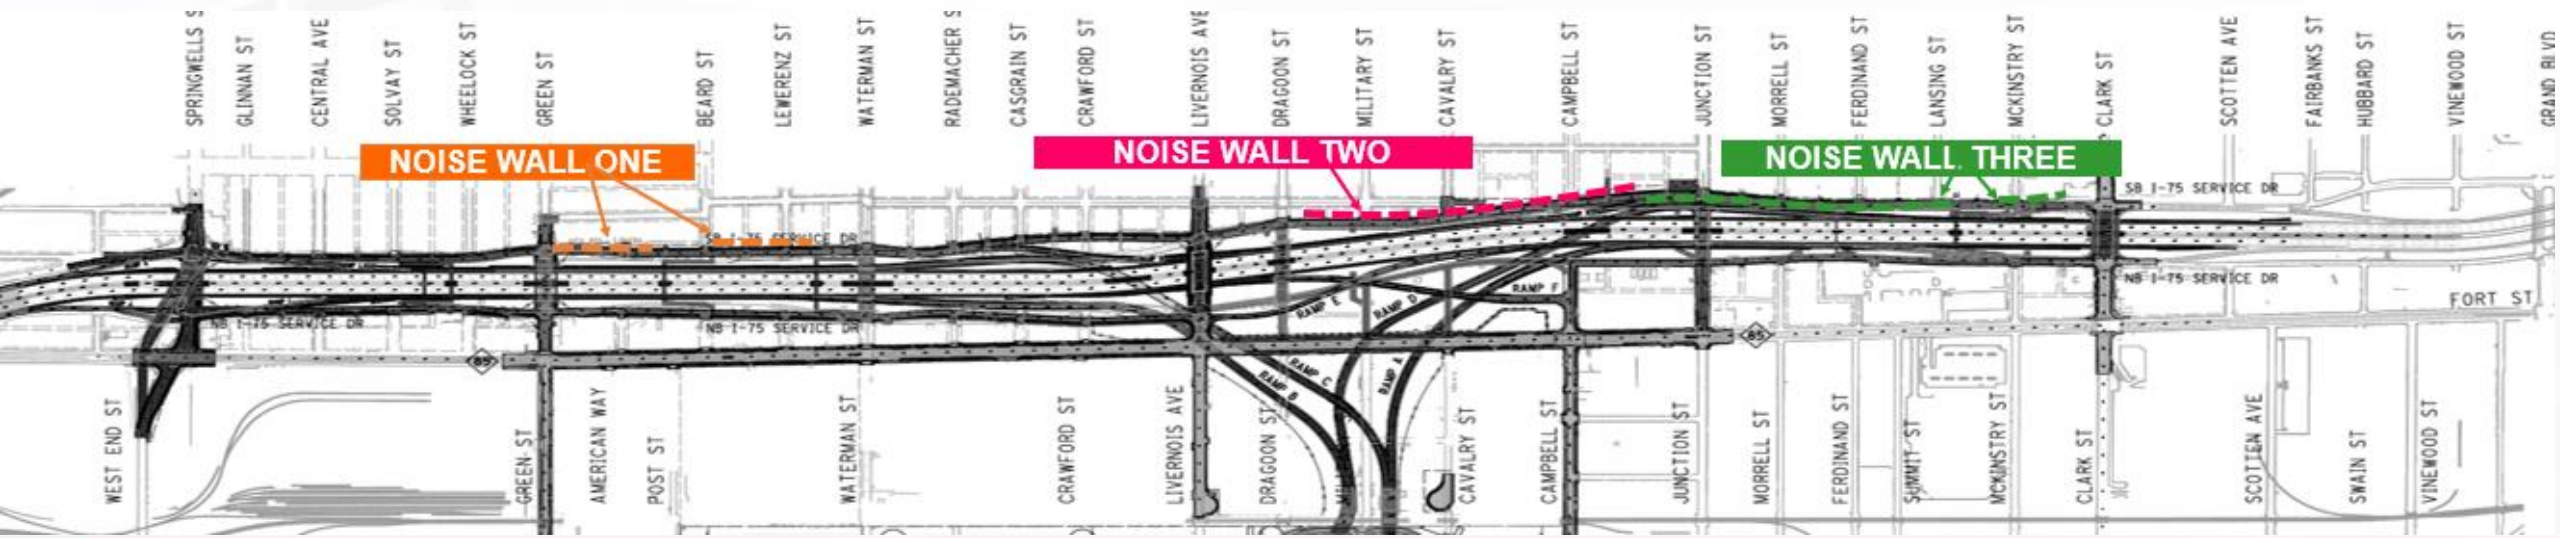 SPRINGWELLS S
GLINNAN ST
CENTRAL AVE
SOLVAY ST
WHEELOCK ST
GREEN ST
BEARD ST
LEWERENZ ST
WATERMAN ST
RADEMACHER S
CASGRAIN ST
CRAWFORD ST
LIVERNOIS AVE
DRAGOON ST
MILITARY ST
CAVALRY ST
CAMPBELL ST
JUNCTION ST
MORRELL ST
FERDINAND ST
LANSING ST
MCKINSTRY ST
CLARK ST
SCOTTEN AVE
FAIRBANKS ST
HUBBARD ST
VINEWOOD ST
GRAND BLVD
NOISE WALL ONE
NOISE WALL TWO
NOISE WALL THREE
SB I-75 SERVICE DR
SB I-75 SERVICE DR
NB I-75 SERVICE DR
NB I-75 SERVICE DR
NB I-75 SERVICE DR
FORT ST
RAMP E
RAMP D
RAMP F
85
85
RAMP B
RAMP C
RAMP A
WEST END ST
GREEN ST
AMERICAN WAY
POST ST
WATERMAN ST
CRAWFORD ST
LIVERNOIS AVE
DRAGOON ST
CAVALRY ST
CAMPBELL ST
JUNCTION ST
MORRELL ST
FERDINAND ST
SUMMIT ST
MCKINSTRY ST
CLARK ST
SCOTTEN AVE
SWAIN ST
VINEWOOD ST